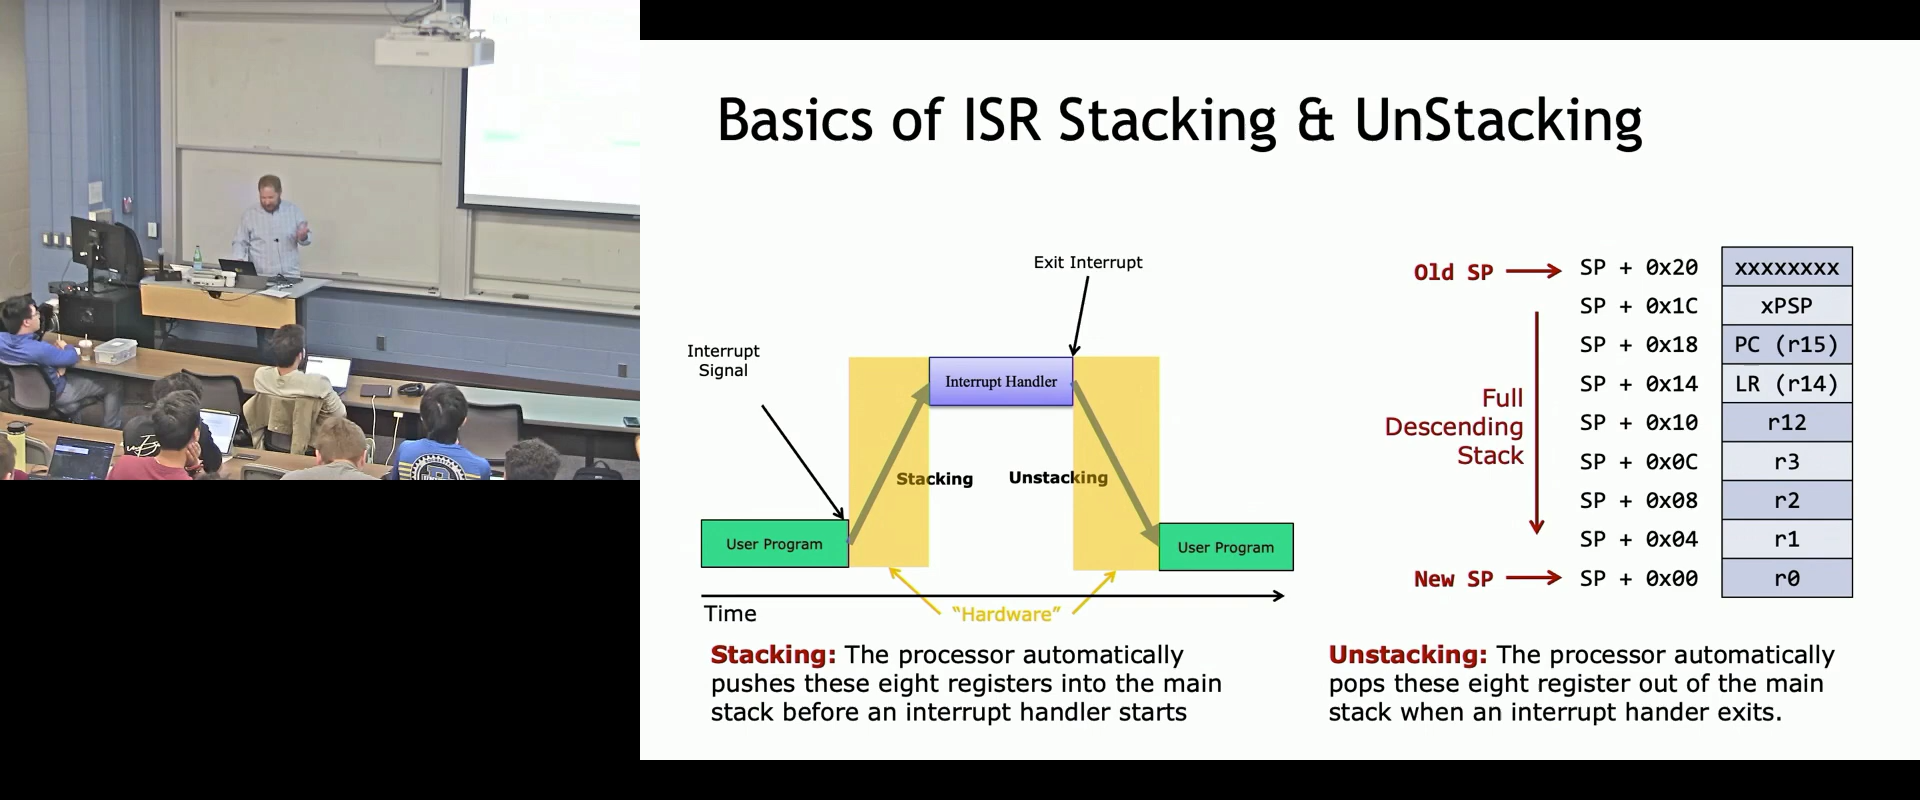 Basics of ISR Stacking & UnStacking
Exit Interrupt
Interrupt
Signal
Interrupt Handler
Stacking
Unstacking
User Program
User Program
Time
“Hardware”
Stacking: The processor automatically
pushes these eight registers into the main
stack before an interrupt handler starts
Old SP
Full
Descending
Stack
New SP
SP + 0x20 xxxxxxxx
SP + 0x1C xPSP
SP + 0x18 PC (r15)
SP + 0x14 LR (r14)
SP + 0x10 r12
SP + 0x0C r3
SP + 0x08 r2
SP + 0x04 r1
SP + 0x00 r0
Unstacking: The processor automatically
pops these eight register out of the main
stack when an interrupt hander exits.